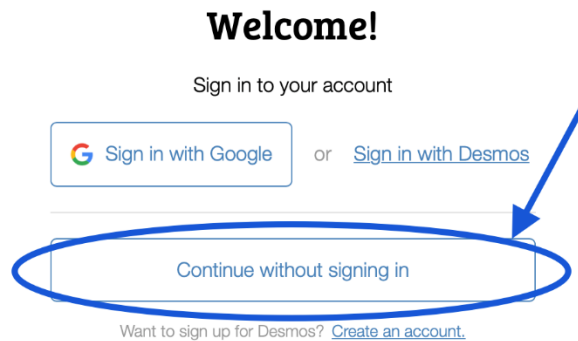 Welcome!
Sign in to your account
Sign in with Google or Sign in with Desmos
Continue without signing in
Want to sign up for Desmos? Create an account.